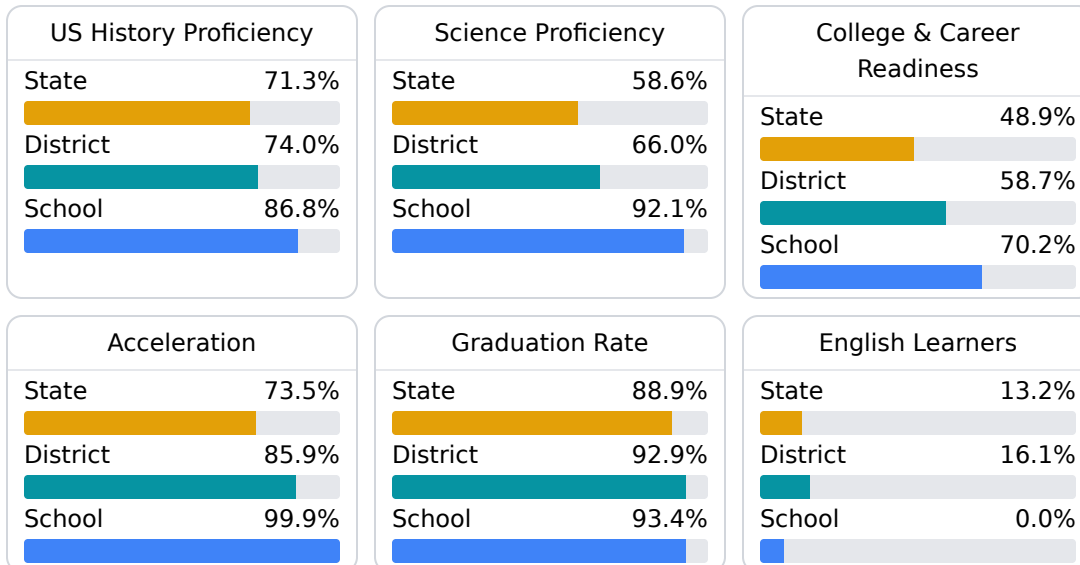 US History Proficiency
State 71.3%
District 74.0%
School 86.8%
Science Proficiency
State 58.6%
District 66.0%
School 92.1%
College & Career
Readiness
State 48.9%
District 58.7%
School 70.2%
Acceleration
State 73.5%
District 85.9%
School 99.9%
Graduation Rate
State 88.9%
District 92.9%
School 93.4%
English Learners
State 13.2%
District 16.1%
School 0.0%